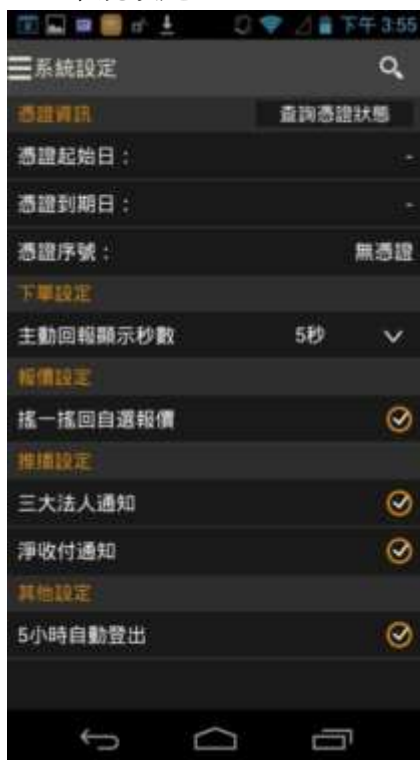 下午 3:55
系統設定
憑證資訊 查詢憑證狀態
憑證起始日： -
憑證到期日： -
憑證序號： 無憑證
下單設定
主動回報顯示秒數 5秒
報價設定
搖一搖回自選報價
推播設定
三大法人通知
淨收付通知
其他設定
5小時自動登出